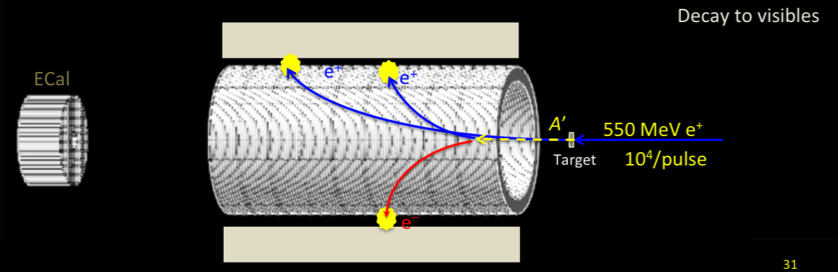 Decay to visibles
ECal
e⁺
e⁺
A’
550 MeV e⁺
Target
10⁴/pulse
e⁻
31